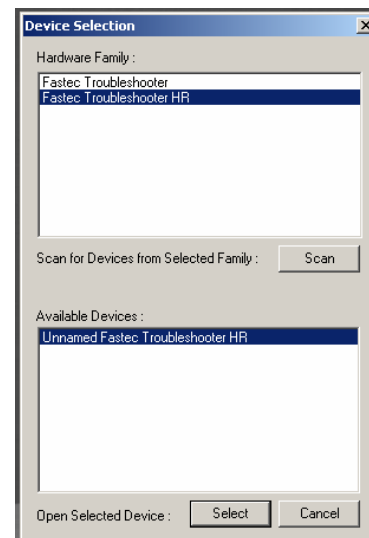 Device Selection
Hardware Family :
Fastec Troubleshooter
Fastec Troubleshooter HR
Scan for Devices from Selected Family :
Scan
Available Devices :
Unnamed Fastec Troubleshooter HR
Open Selected Device :
Select
Cancel